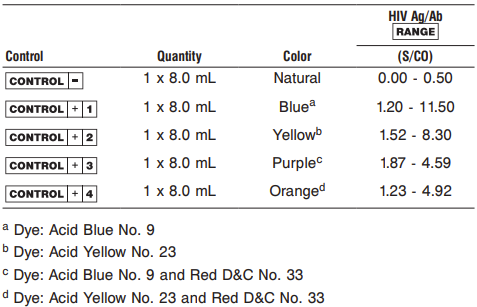 HIV Ag/Ab
RANGE
Control Quantity Color (S/CO)
CONTROL - 1 x 8.0 mL Natural 0.00 - 0.50
CONTROL + 1 1 x 8.0 mL Blueᵃ 1.20 - 11.50
CONTROL + 2 1 x 8.0 mL Yellowᵇ 1.52 - 8.30
CONTROL + 3 1 x 8.0 mL Purpleᶜ 1.87 - 4.59
CONTROL + 4 1 x 8.0 mL Orangeᵈ 1.23 - 4.92
ᵃ Dye: Acid Blue No. 9
ᵇ Dye: Acid Yellow No. 23
ᶜ Dye: Acid Blue No. 9 and Red D&C No. 33
ᵈ Dye: Acid Yellow No. 23 and Red D&C No. 33